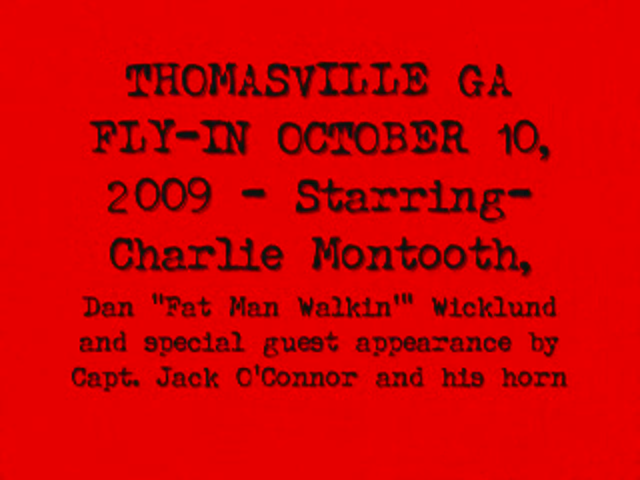 THOMASVILLE GA
FLY-IN OCTOBER 10,
2009 - Starring-
Charlie Montooth,
Dan "Fat Man Walkin'" Wicklund
and special guest appearance by
Capt. Jack O'Connor and his horn